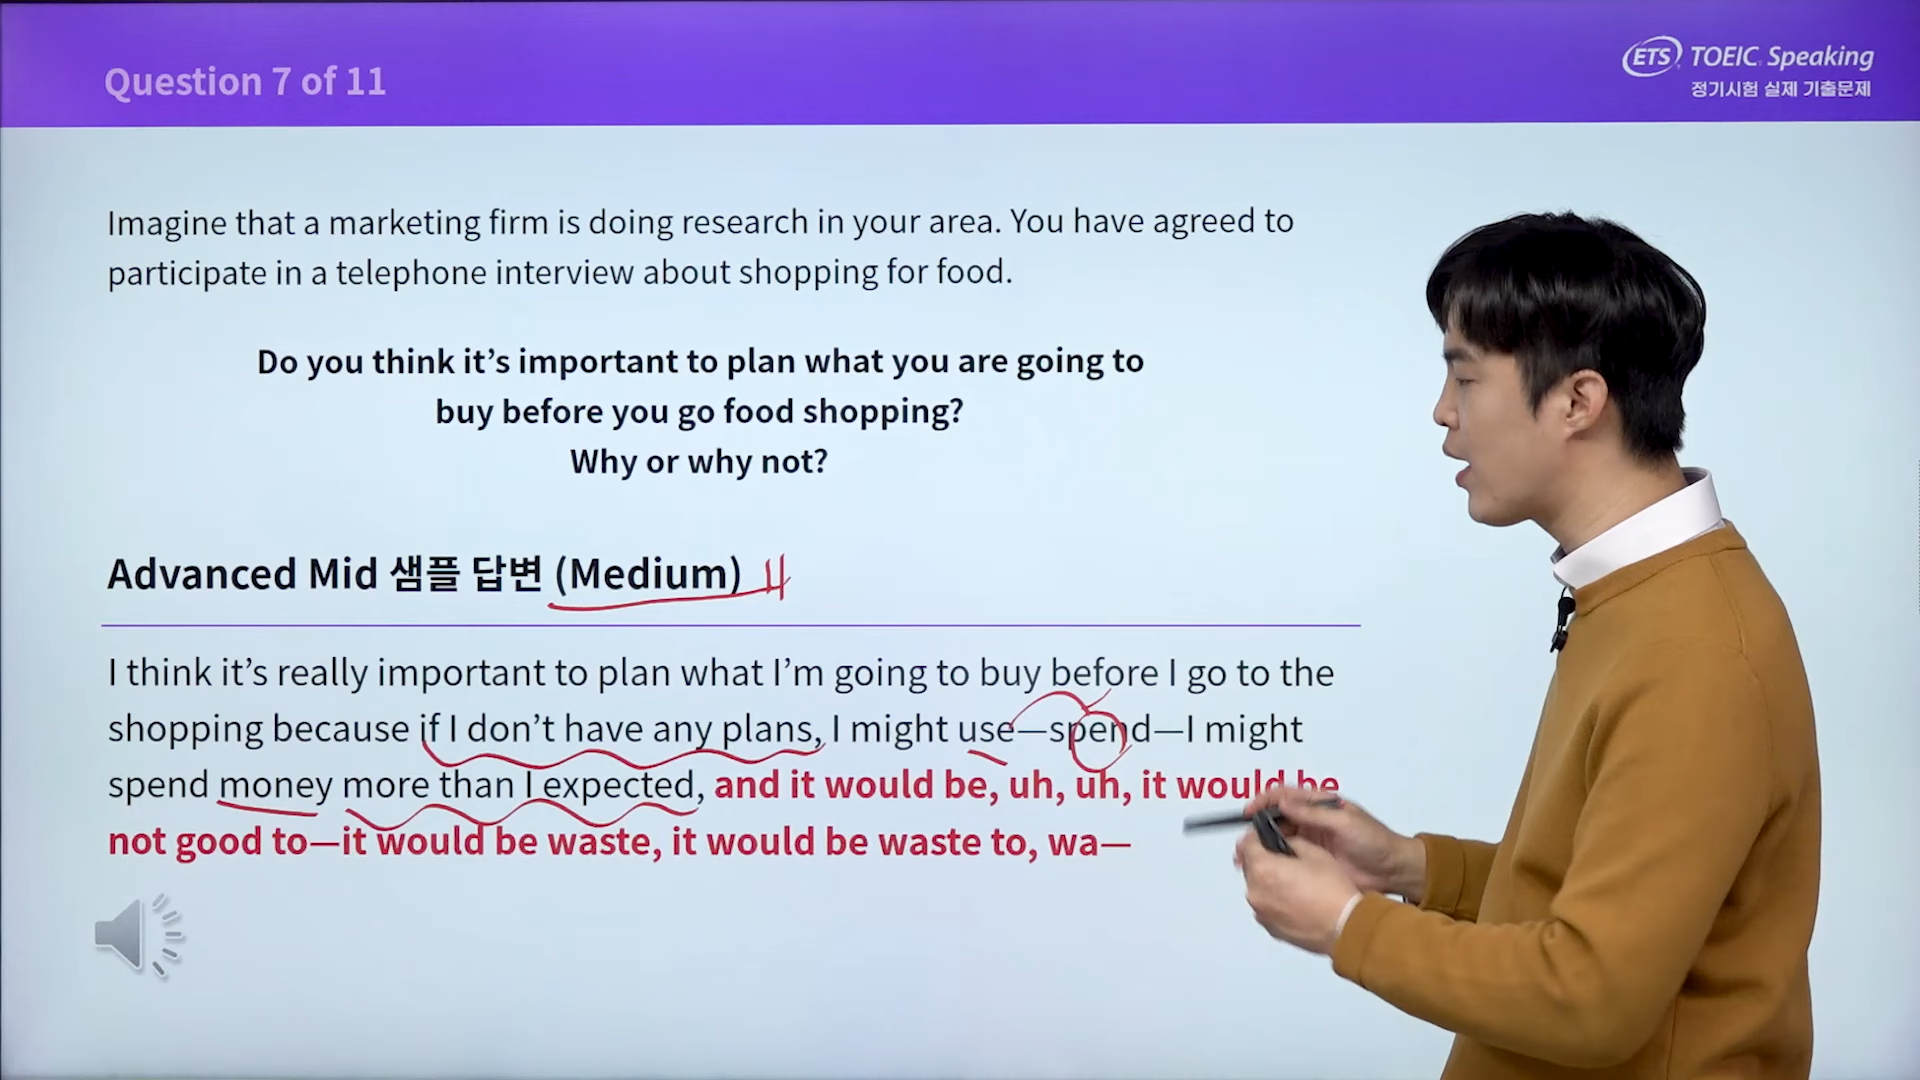 Question 7 of 11
ETS TOEIC Speaking
정기시험 실제 기출문제
Imagine that a marketing firm is doing research in your area. You have agreed to
participate in a telephone interview about shopping for food.
Do you think it's important to plan what you are going to
buy before you go food shopping?
Why or why not?
Advanced Mid 샘플 답변 (Medium) 4
I think it's really important to plan what I'm going to buy before I go to the
shopping because if I don't have any plans, I might use—spend—I might
spend money more than I expected, and it would be, uh, uh, it would be
not good to—it would be waste, it would be waste to, wa—